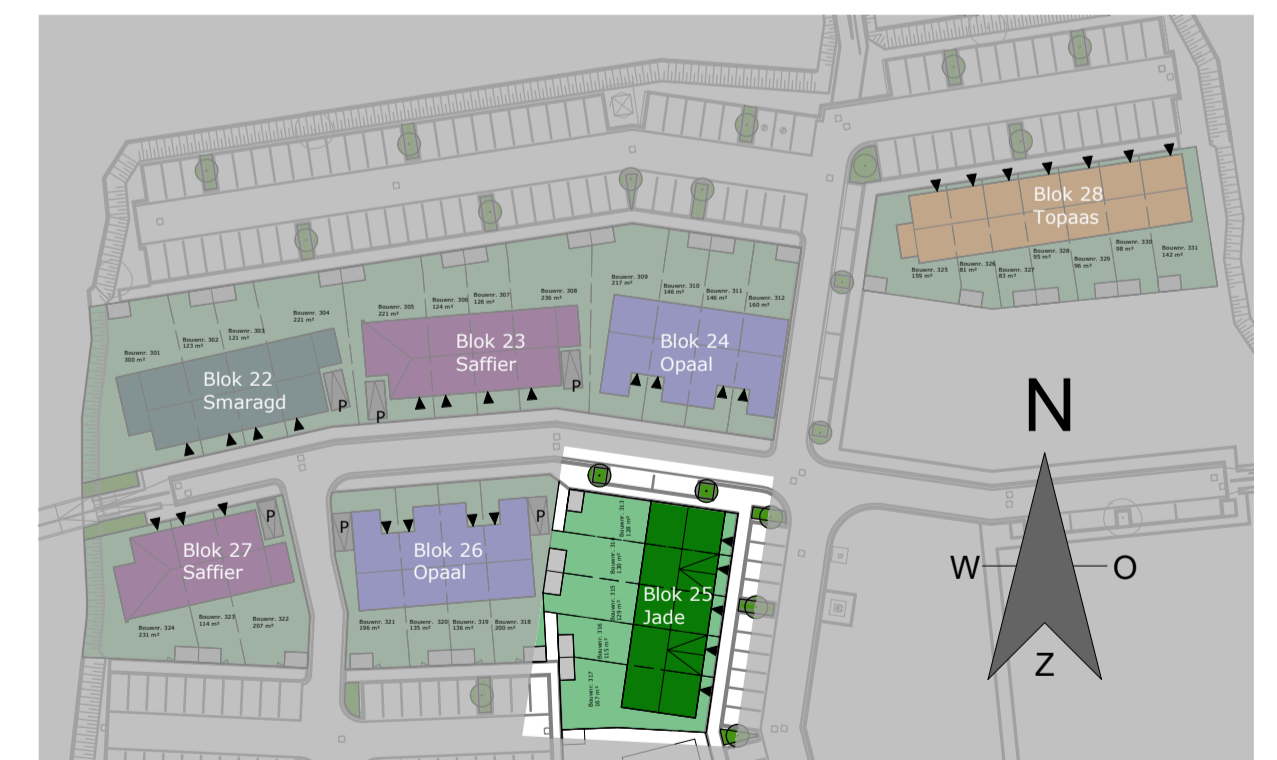 Blok 28
Topaas
Bouwnr. 325
159 m²
Bouwnr. 326
81 m²
Bouwnr. 327
83 m²
Bouwnr. 328
95 m²
Bouwnr. 329
96 m²
Bouwnr. 330
98 m²
Bouwnr. 331
142 m²
Bouwnr. 301
300 m²
Bouwnr. 302
123 m²
Bouwnr. 303
121 m²
Bouwnr. 304
221 m²
Blok 22
Smaragd
P
Bouwnr. 305
221 m²
Bouwnr. 306
124 m²
Bouwnr. 307
126 m²
Bouwnr. 308
236 m²
Blok 23
Saffier
P
P
Bouwnr. 309
217 m²
Bouwnr. 310
146 m²
Bouwnr. 311
146 m²
Bouwnr. 312
160 m²
Blok 24
Opaal
N
W
O
Z
Blok 27
Saffier
P
Bouwnr. 324
231 m²
Bouwnr. 323
114 m²
Bouwnr. 322
207 m²
P
Blok 26
Opaal
P
Bouwnr. 321
198 m²
Bouwnr. 320
135 m²
Bouwnr. 319
136 m²
Bouwnr. 318
200 m²
Bouwnr. 313
128 m²
Bouwnr. 314
130 m²
Bouwnr. 315
129 m²
Bouwnr. 316
115 m²
Bouwnr. 317
167 m²
Blok 25
Jade